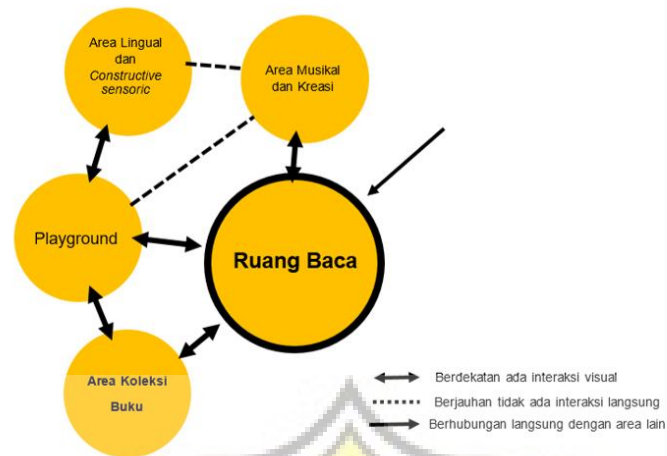 Area Lingual
dan
Constructive
sensoric
Area Musikal
dan Kreasi
Playground
Ruang Baca
Area Koleksi
Buku
Berdekatan ada interaksi visual
Berjauhan tidak ada interaksi langsung
Berhubungan langsung dengan area lain